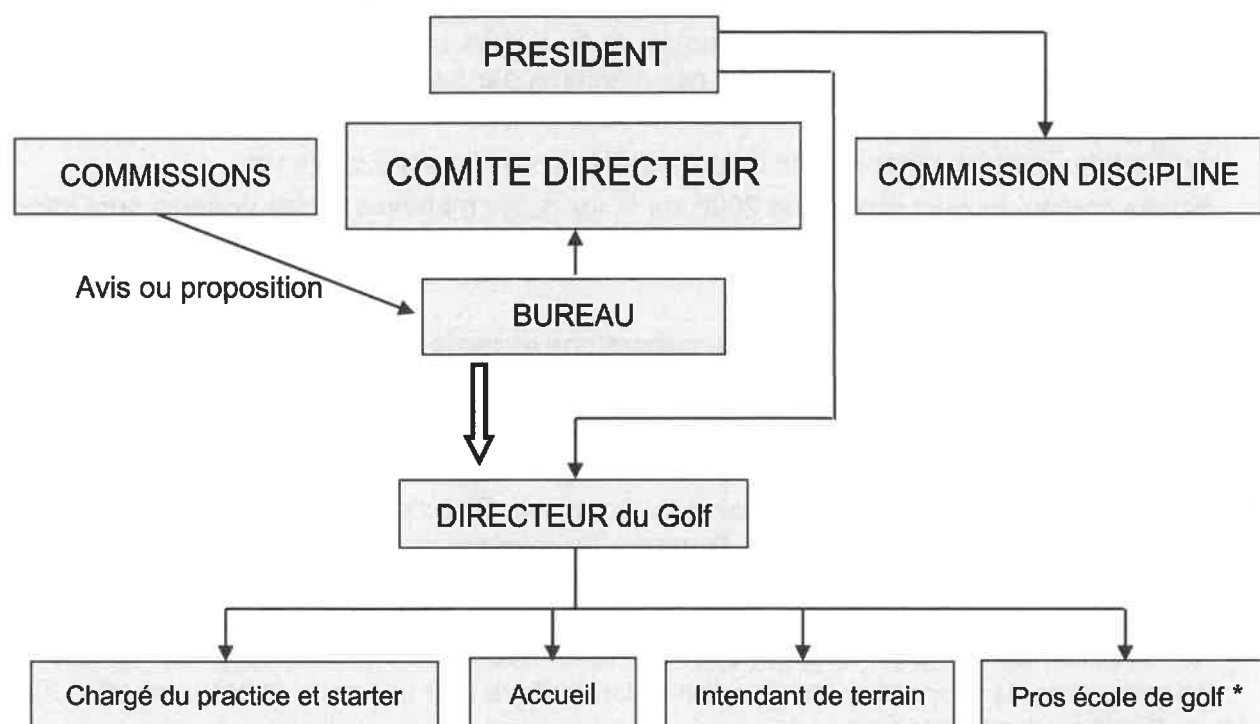 PRESIDENT
COMMISSIONS
COMITE DIRECTEUR
COMMISSION DISCIPLINE
Avis ou proposition
BUREAU
DIRECTEUR du Golf
Chargé du practice et starter
Accueil
Intendant de terrain
Pros école de golf *